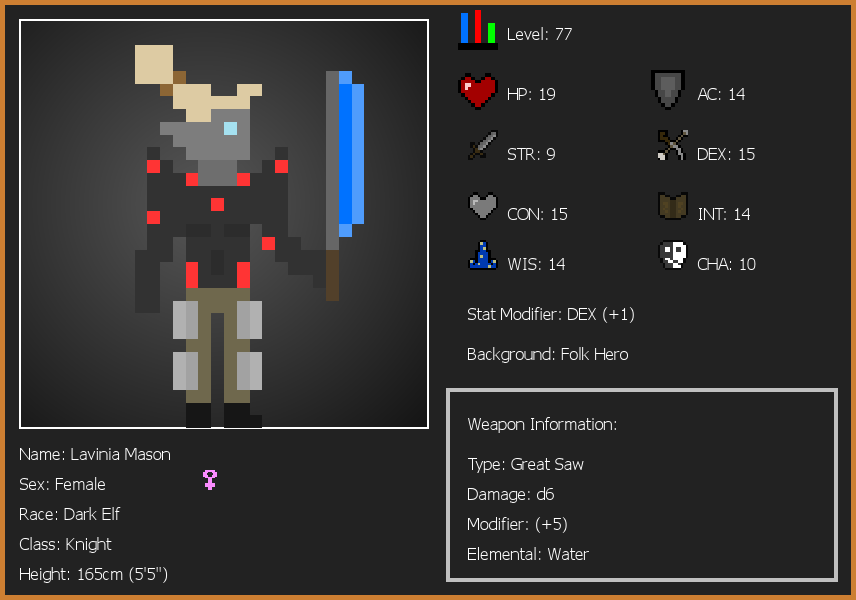 Level: 77
HP: 19
AC: 14
STR: 9
DEX: 15
CON: 15
INT: 14
WIS: 14
CHA: 10
Stat Modifier: DEX (+1)
Background: Folk Hero
Weapon Information:
Type: Great Saw
Damage: d6
Modifier: (+5)
Elemental: Water
Name: Lavinia Mason
Sex: Female
Race: Dark Elf
Class: Knight
Height: 165cm (5'5")